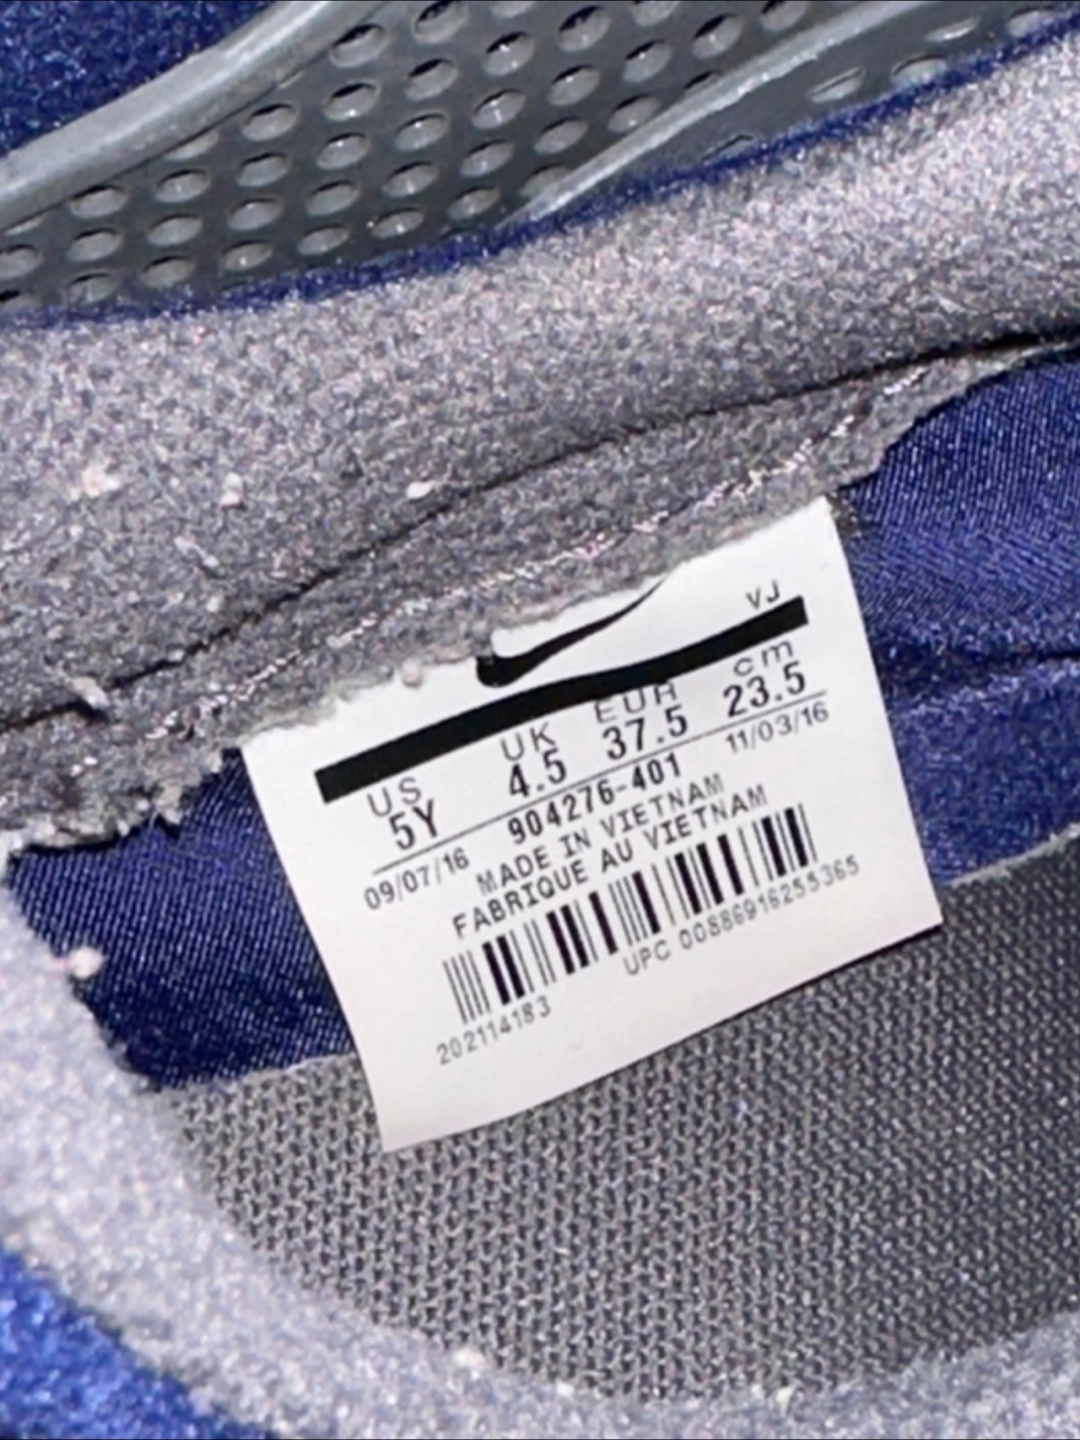 VJ
US UK EUR cm
5Y 4.5 37.5 23.5
09/07/16 904276-401 11/03/16
MADE IN VIETNAM
FABRIQUE AU VIETNAM
UPC 00886916255365
202114183